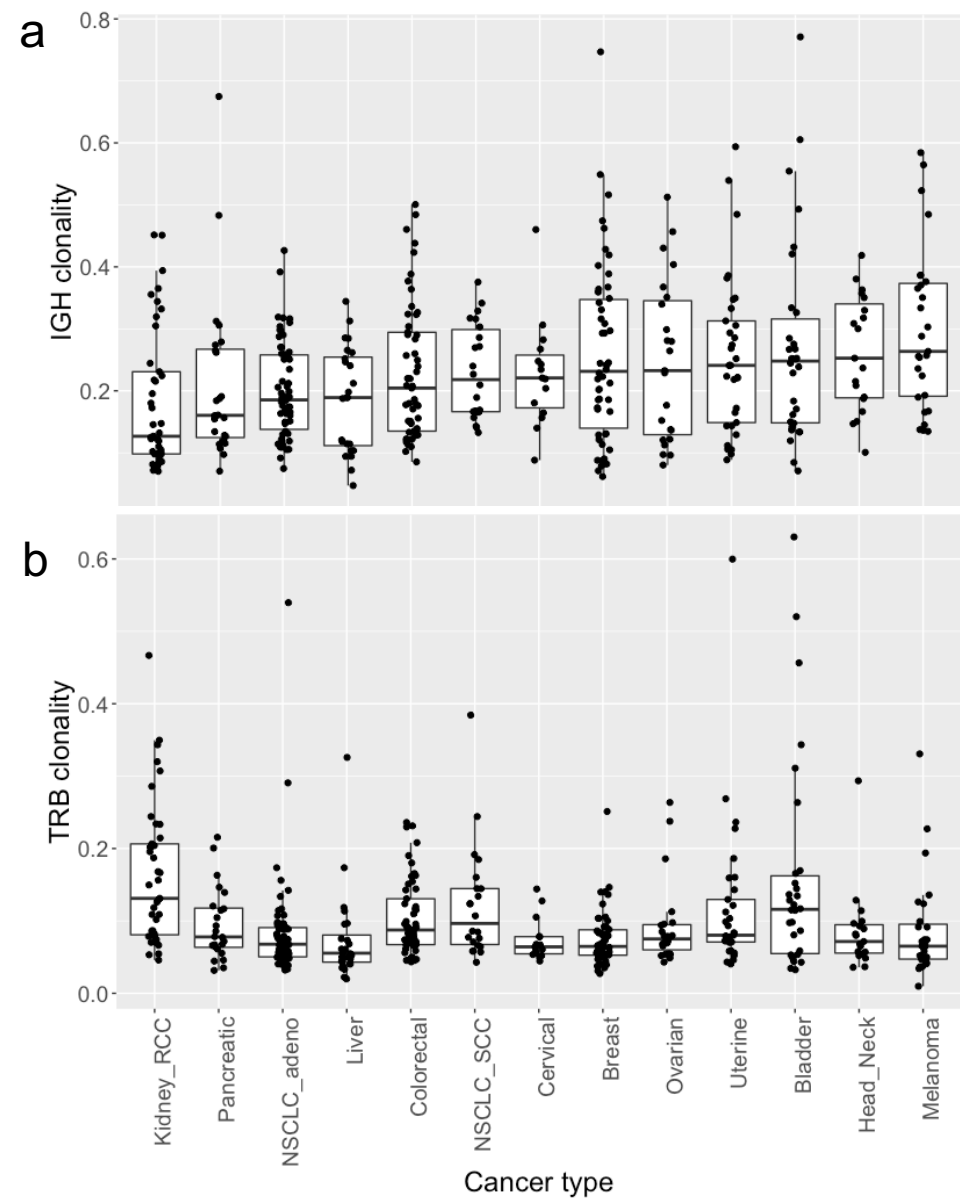 a
0.8
0.6
0.4
0.2
IGH clonality
b
0.6
0.4
0.2
0.0
TRB clonality
Kidney_RCC
Pancreatic
NSCLC_adeno
Liver
Colorectal
NSCLC_SCC
Cervical
Breast
Ovarian
Uterine
Bladder
Head_Neck
Melanoma
Cancer type